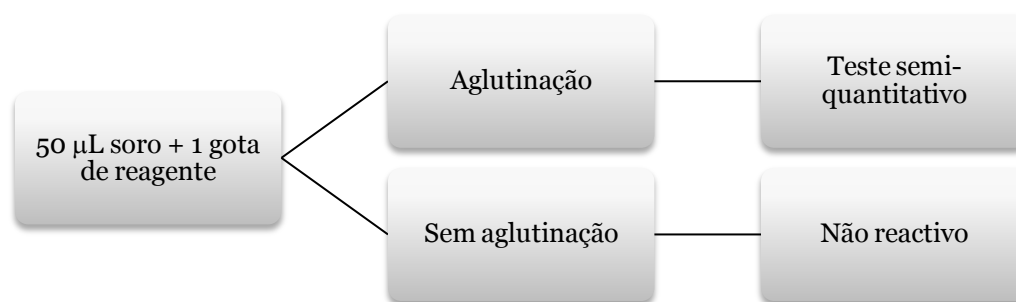 50 µL soro + 1 gota
de reagente
Aglutinação
Teste semi-
quantitativo
Sem aglutinação
Não reactivo